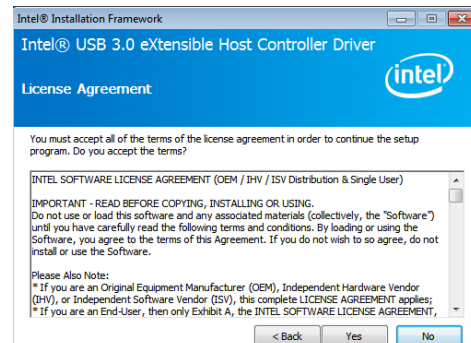 Intel® Installation Framework
Intel® USB 3.0 eXtensible Host Controller Driver
intel
License Agreement
You must accept all of the terms of the license agreement in order to continue the setup
program. Do you accept the terms?
INTEL SOFTWARE LICENSE AGREEMENT (OEM / IHV / ISV Distribution & Single User)
IMPORTANT - READ BEFORE COPYING, INSTALLING OR USING.
Do not use or load this software and any associated materials (collectively, the "Software")
until you have carefully read the following terms and conditions. By loading or using the
Software, you agree to the terms of this Agreement. If you do not wish to so agree, do not
install or use the Software.
Please Also Note:
* If you are an Original Equipment Manufacturer (OEM), Independent Hardware Vendor
(IHV), or Independent Software Vendor (ISV), this complete LICENSE AGREEMENT applies;
* If you are an End-User, then only Exhibit A, the INTEL SOFTWARE LICENSE AGREEMENT,
< Back Yes No